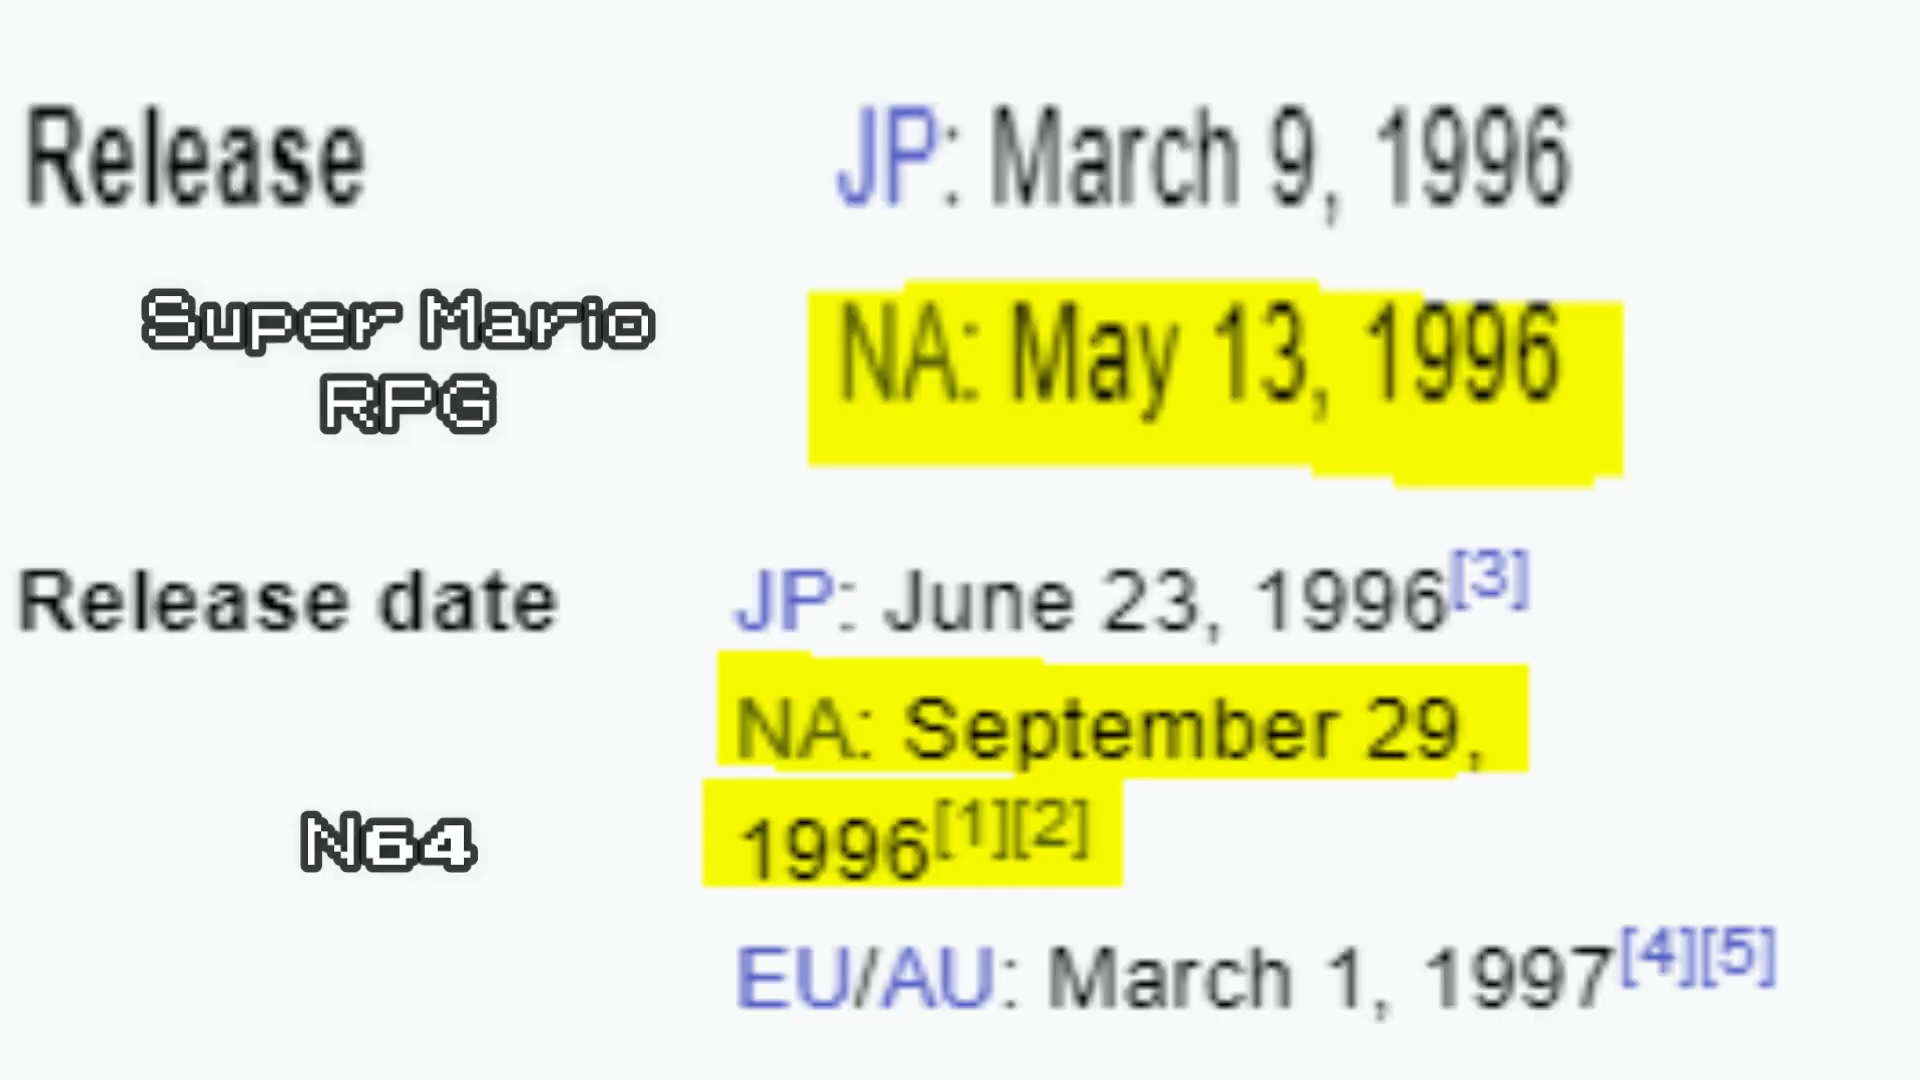 Release JP: March 9, 1996
Super Mario NA: May 13, 1996
RPG
Release date JP: June 23, 1996[3]
NA: September 29,
1996[1][2]
N64
EU/AU: March 1, 1997[4][5]